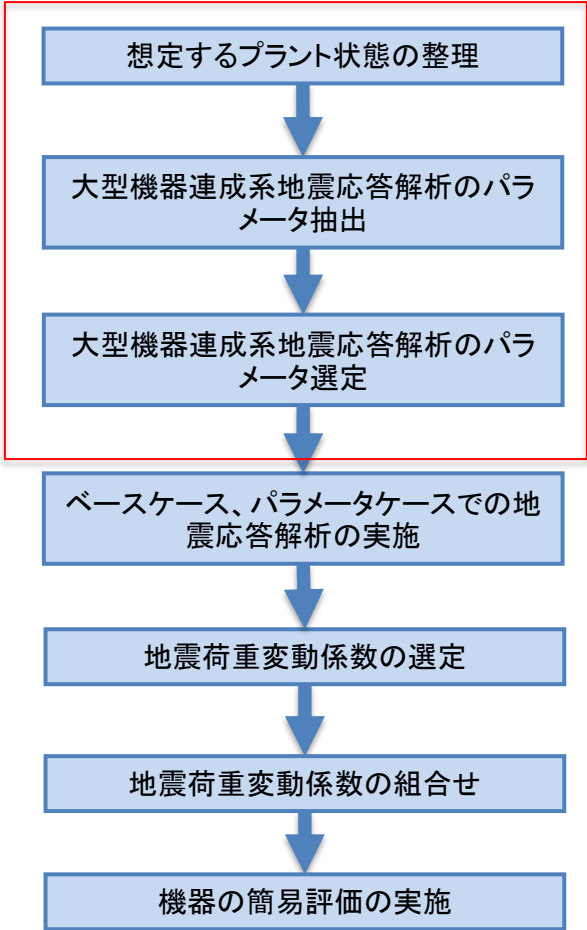 想定するプラント状態の整理
大型機器連成系地震応答解析のパラ
メータ抽出
大型機器連成系地震応答解析のパラ
メータ選定
ベースケース、パラメータケースでの地
震応答解析の実施
地震荷重変動係数の選定
地震荷重変動係数の組合せ
機器の簡易評価の実施